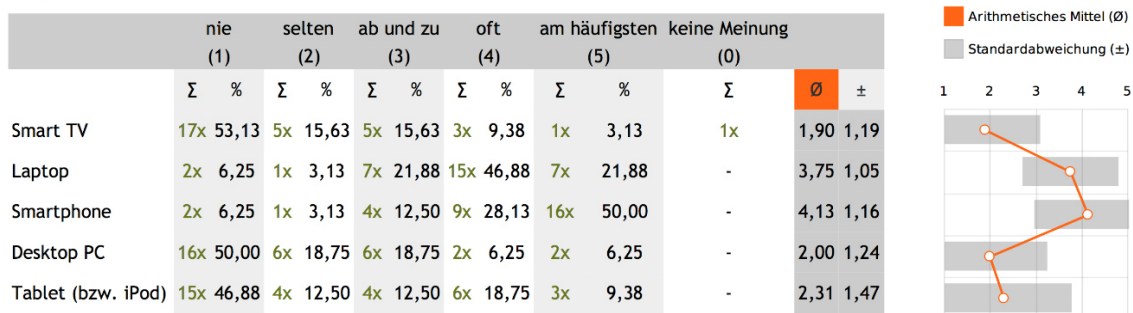 nie selten ab und zu oft am häufigsten keine Meinung
(1) (2) (3) (4) (5) (0)
Σ % Σ % Σ % Σ % Σ % Σ Ø ±
Smart TV 17x 53,13 5x 15,63 5x 15,63 3x 9,38 1x 3,13 1x 1,90 1,19
Laptop 2x 6,25 1x 3,13 7x 21,88 15x 46,88 7x 21,88 - 3,75 1,05
Smartphone 2x 6,25 1x 3,13 4x 12,50 9x 28,13 16x 50,00 - 4,13 1,16
Desktop PC 16x 50,00 6x 18,75 6x 18,75 2x 6,25 2x 6,25 - 2,00 1,24
Tablet (bzw. iPod) 15x 46,88 4x 12,50 4x 12,50 6x 18,75 3x 9,38 - 2,31 1,47
Arithmetisches Mittel (Ø)
Standardabweichung (±)
1 2 3 4 5